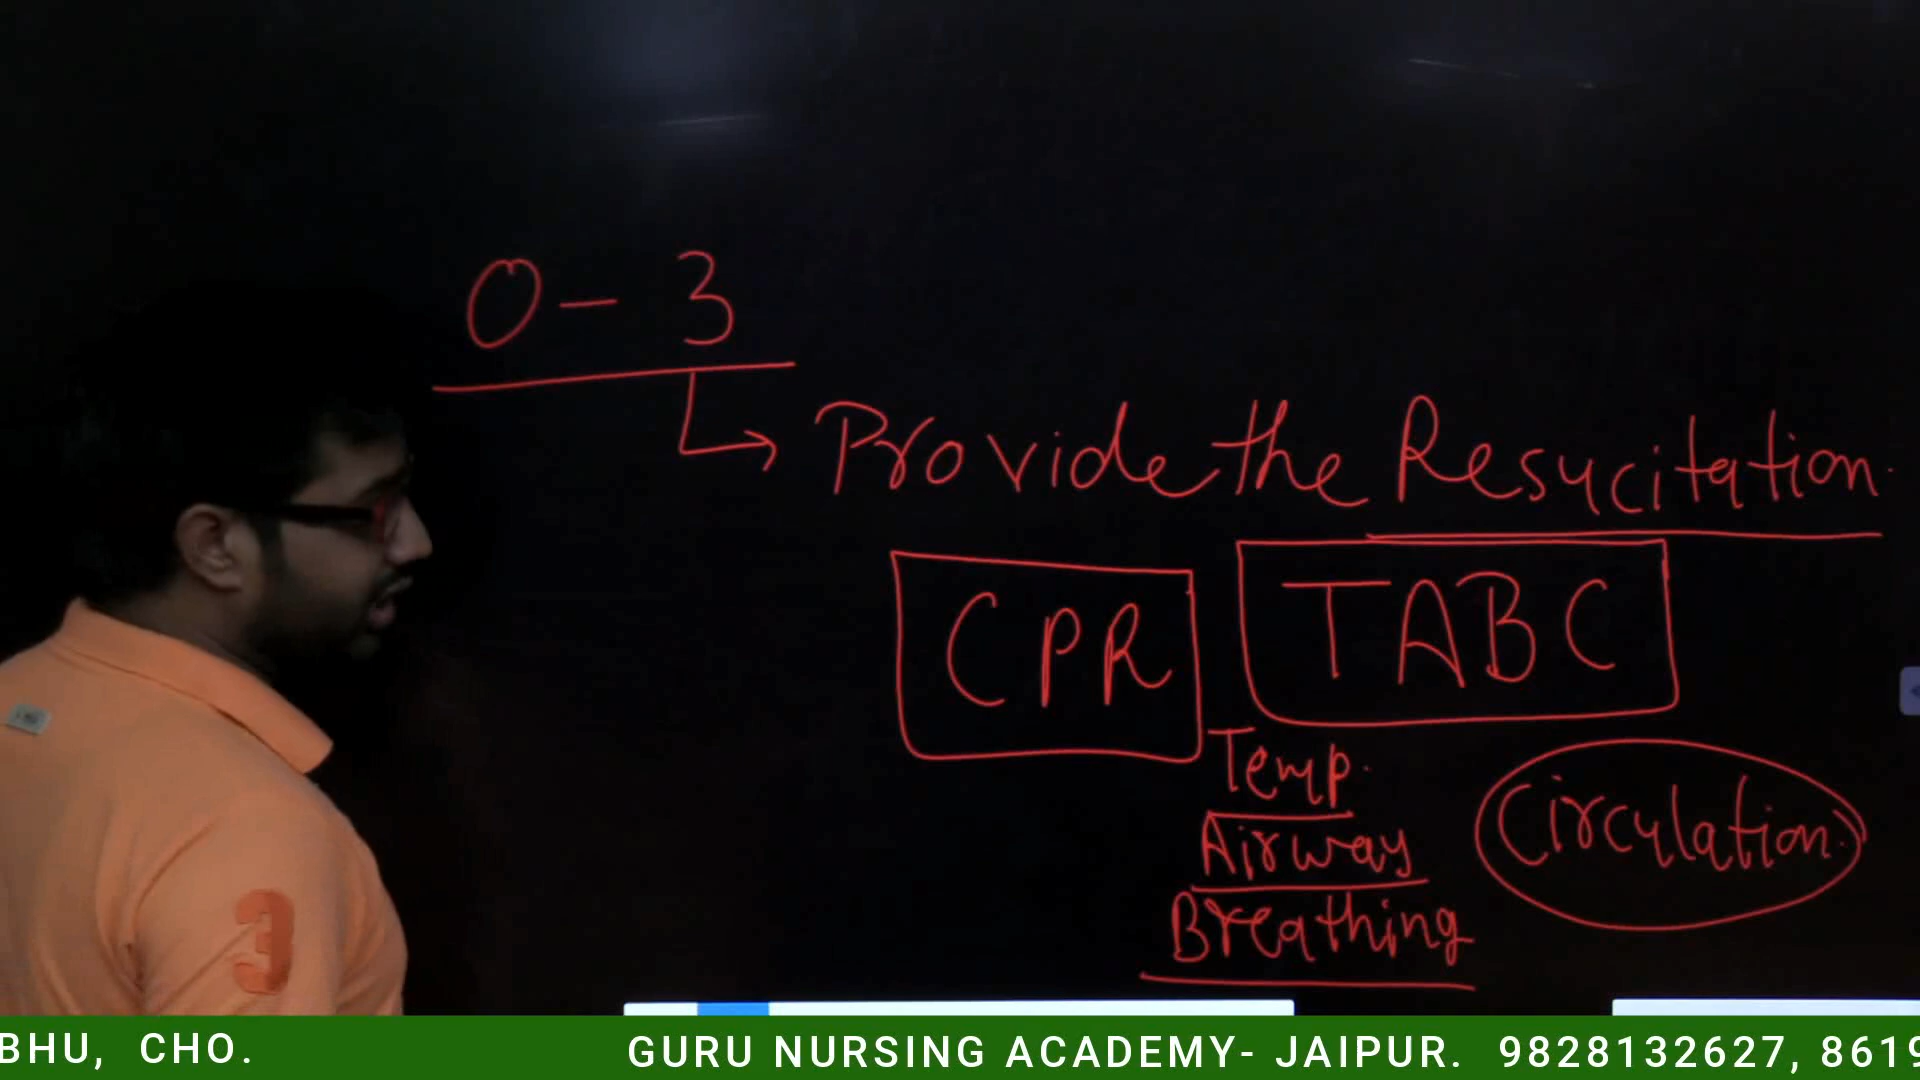 0 - 3
Provide the Resucitation.
CPR
TABC
Temp.
Airway
Breathing
Circulation.
3
BHU, CHO.
GURU NURSING ACADEMY- JAIPUR. 9828132627, 8619